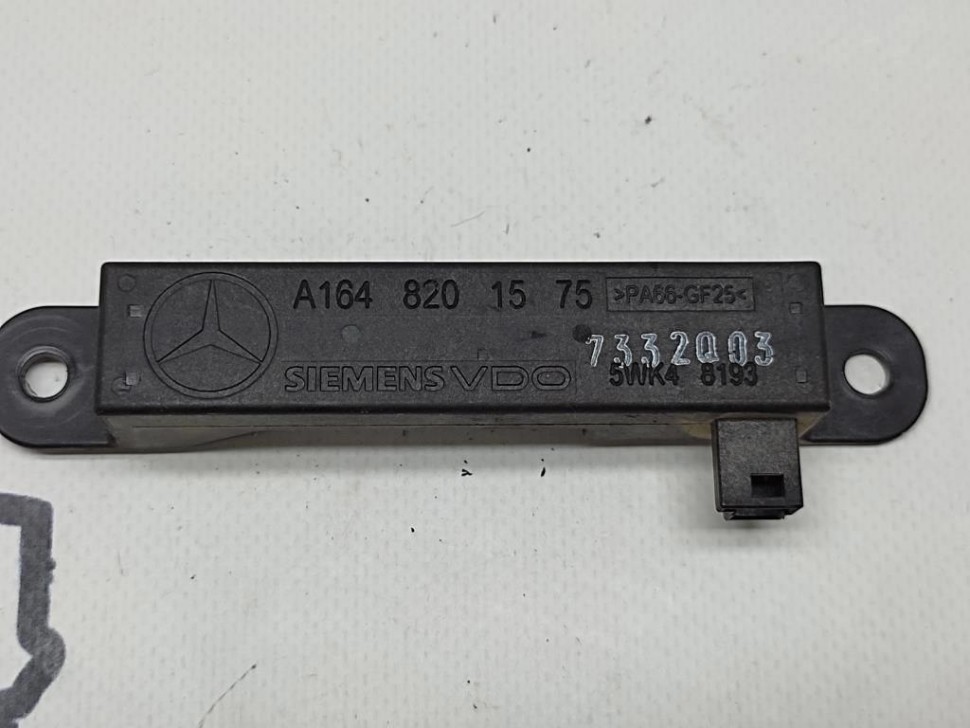 A164 820 15 75 >PA66-GF25<
7332Q03
SIEMENS VDO 5WK4 8193